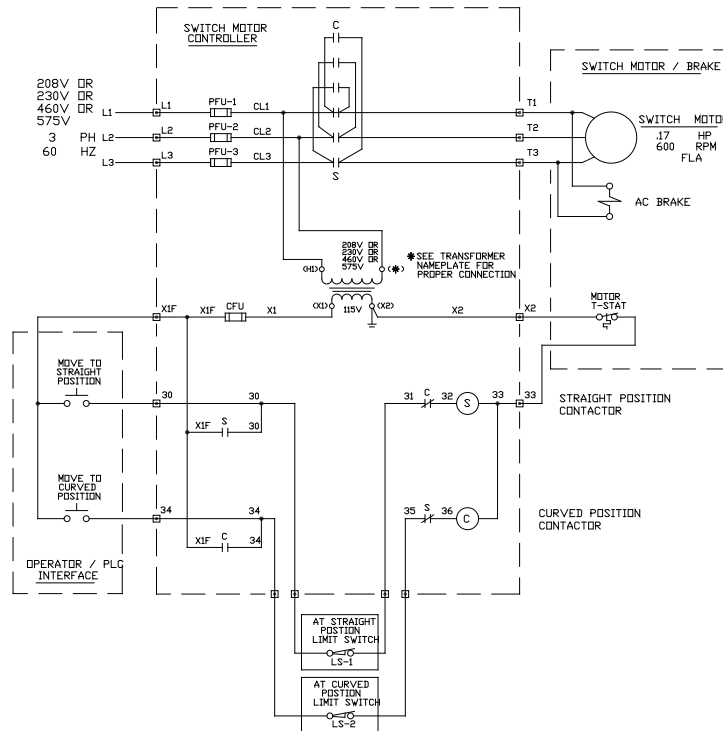 SWITCH MOTOR
CONTROLLER
C
SWITCH MOTOR / BRAKE
208V OR
230V OR
460V OR
575V
3 PH
60 HZ
L1
L2
L3
L1 PFU-1 CL1
L2 PFU-2 CL2
L3 PFU-3 CL3
S
T1
T2
T3
SWITCH MOTOR
.17 HP
600 RPM
FLA
AC BRAKE
208V OR
230V OR
460V OR
575V
(H1)
(✱)
✱SEE TRANSFORMER
NAMEPLATE FOR
PROPER CONNECTION
X1F X1F CFU X1 (X1) 115V (X2) X2 X2
MOTOR
T-STAT
MOVE TO
STRAIGHT
POSITION
30 30
X1F S 30
31 C 32 S 33 33
STRAIGHT POSITION
CONTACTOR
MOVE TO
CURVED
POSITION
34 34
X1F C 34
35 S 36 C
CURVED POSITION
CONTACTOR
OPERATOR / PLC
INTERFACE
AT STRAIGHT
POSTION
LIMIT SWITCH
LS-1
AT CURVED
POSTION
LIMIT SWITCH
LS-2